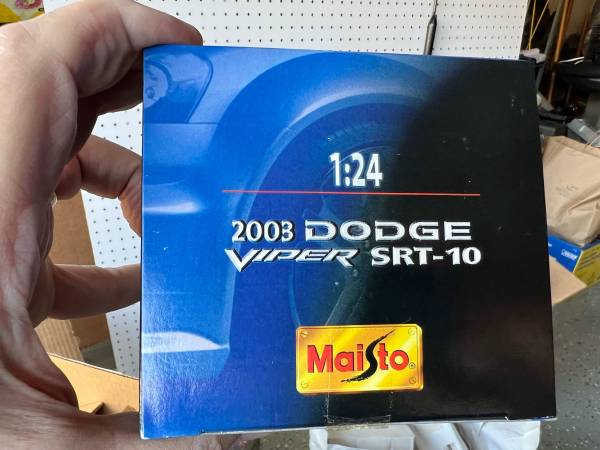 1:24
2003 DODGE
VIPER SRT-10
Maisto®